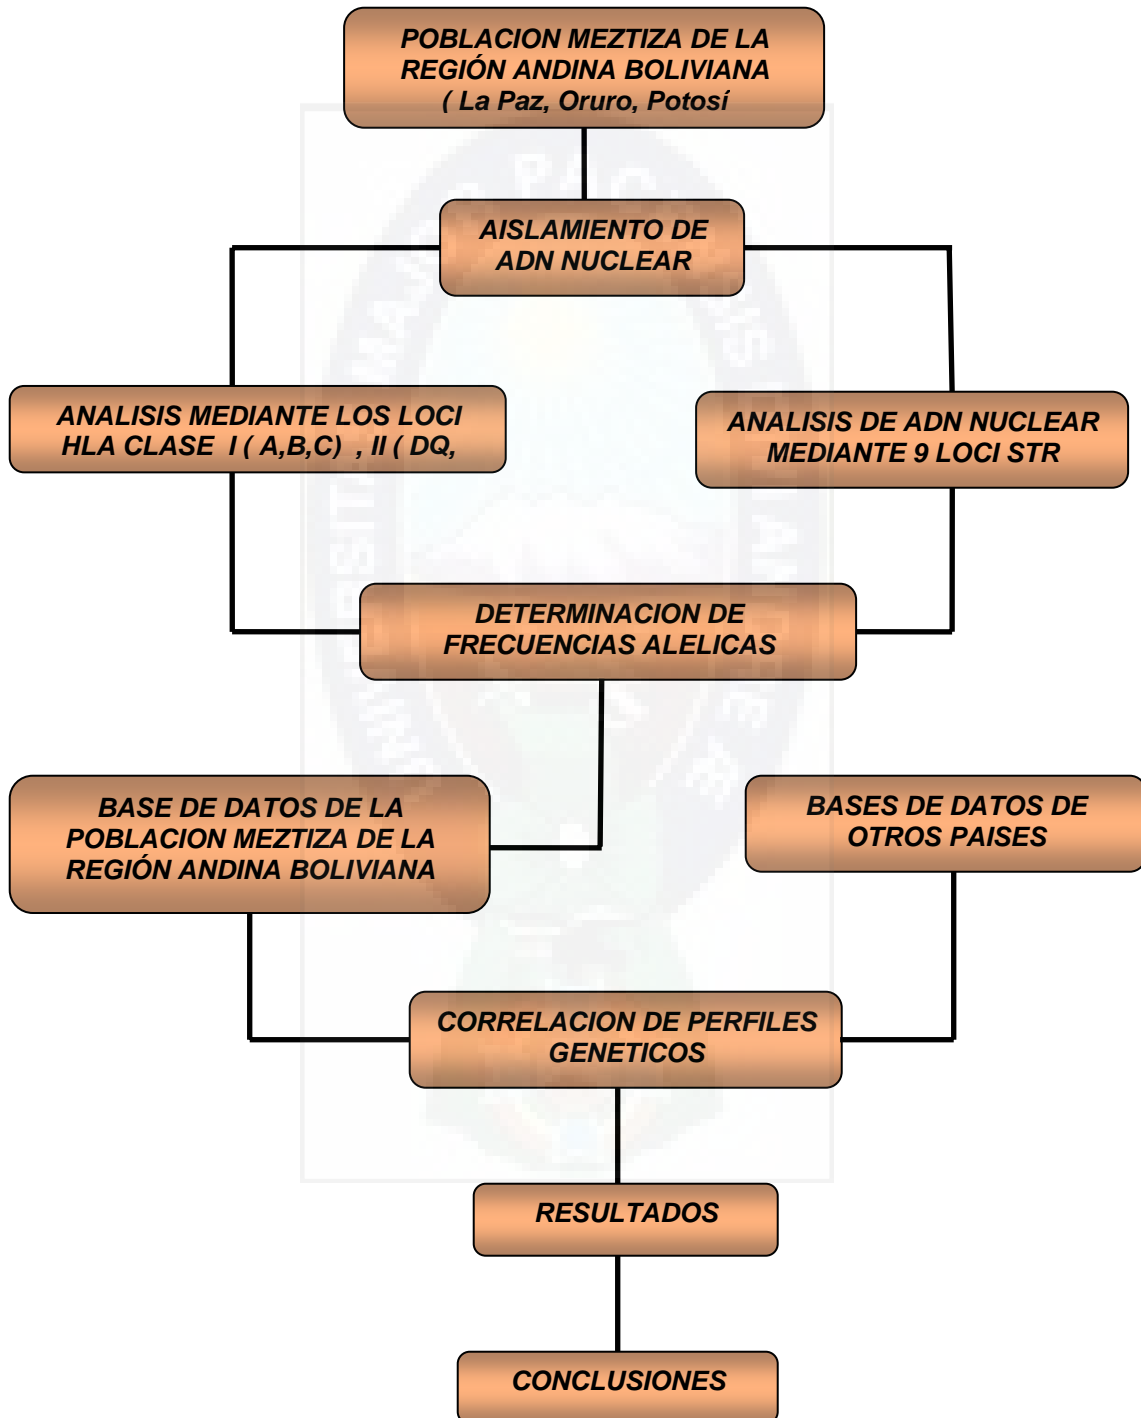 POBLACION MEZTIZA DE LA
REGIÓN ANDINA BOLIVIANA
( La Paz, Oruro, Potosí
AISLAMIENTO DE
ADN NUCLEAR
ANALISIS MEDIANTE LOS LOCI
HLA CLASE I ( A,B,C) , II ( DQ,
ANALISIS DE ADN NUCLEAR
MEDIANTE 9 LOCI STR
DETERMINACION DE
FRECUENCIAS ALELICAS
BASE DE DATOS DE LA
POBLACION MEZTIZA DE LA
REGIÓN ANDINA BOLIVIANA
BASES DE DATOS DE
OTROS PAISES
CORRELACION DE PERFILES
GENETICOS
RESULTADOS
CONCLUSIONES